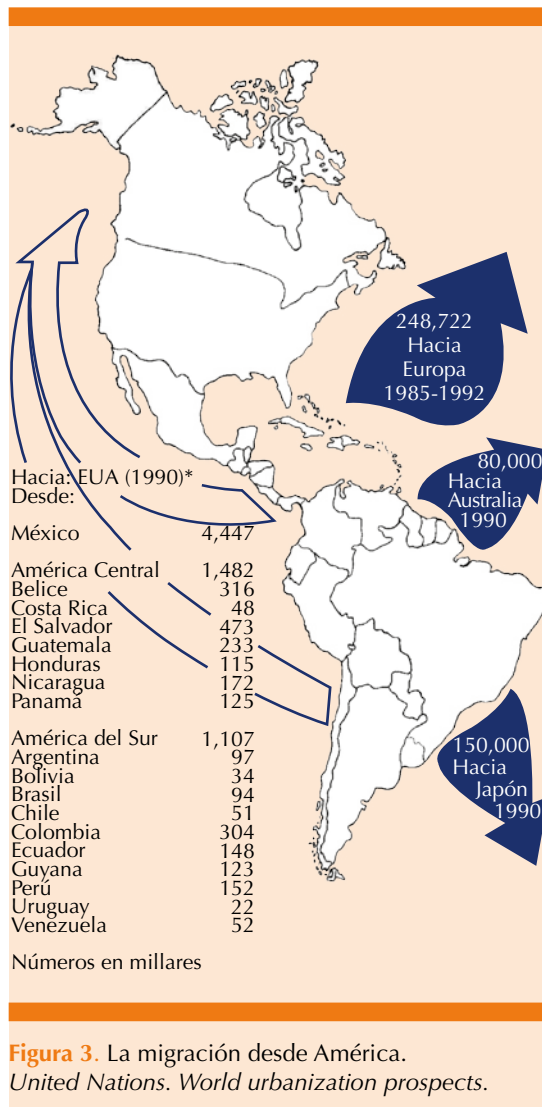 248,722
Hacia
Europa
1985-1992
80,000
Hacia
Australia
1990
Hacia: EUA (1990)*
Desde:
México 4,447
América Central 1,482
Belice 316
Costa Rica 48
El Salvador 473
Guatemala 233
Honduras 115
Nicaragua 172
Panamá 125
América del Sur 1,107
Argentina 97
Bolivia 34
Brasil 94
Chile 51
Colombia 304
Ecuador 148
Guyana 123
Perú 152
Uruguay 22
Venezuela 52
150,000
Hacia
Japón
1990
Números en millares
Figura 3. La migración desde América.
United Nations. World urbanization prospects.